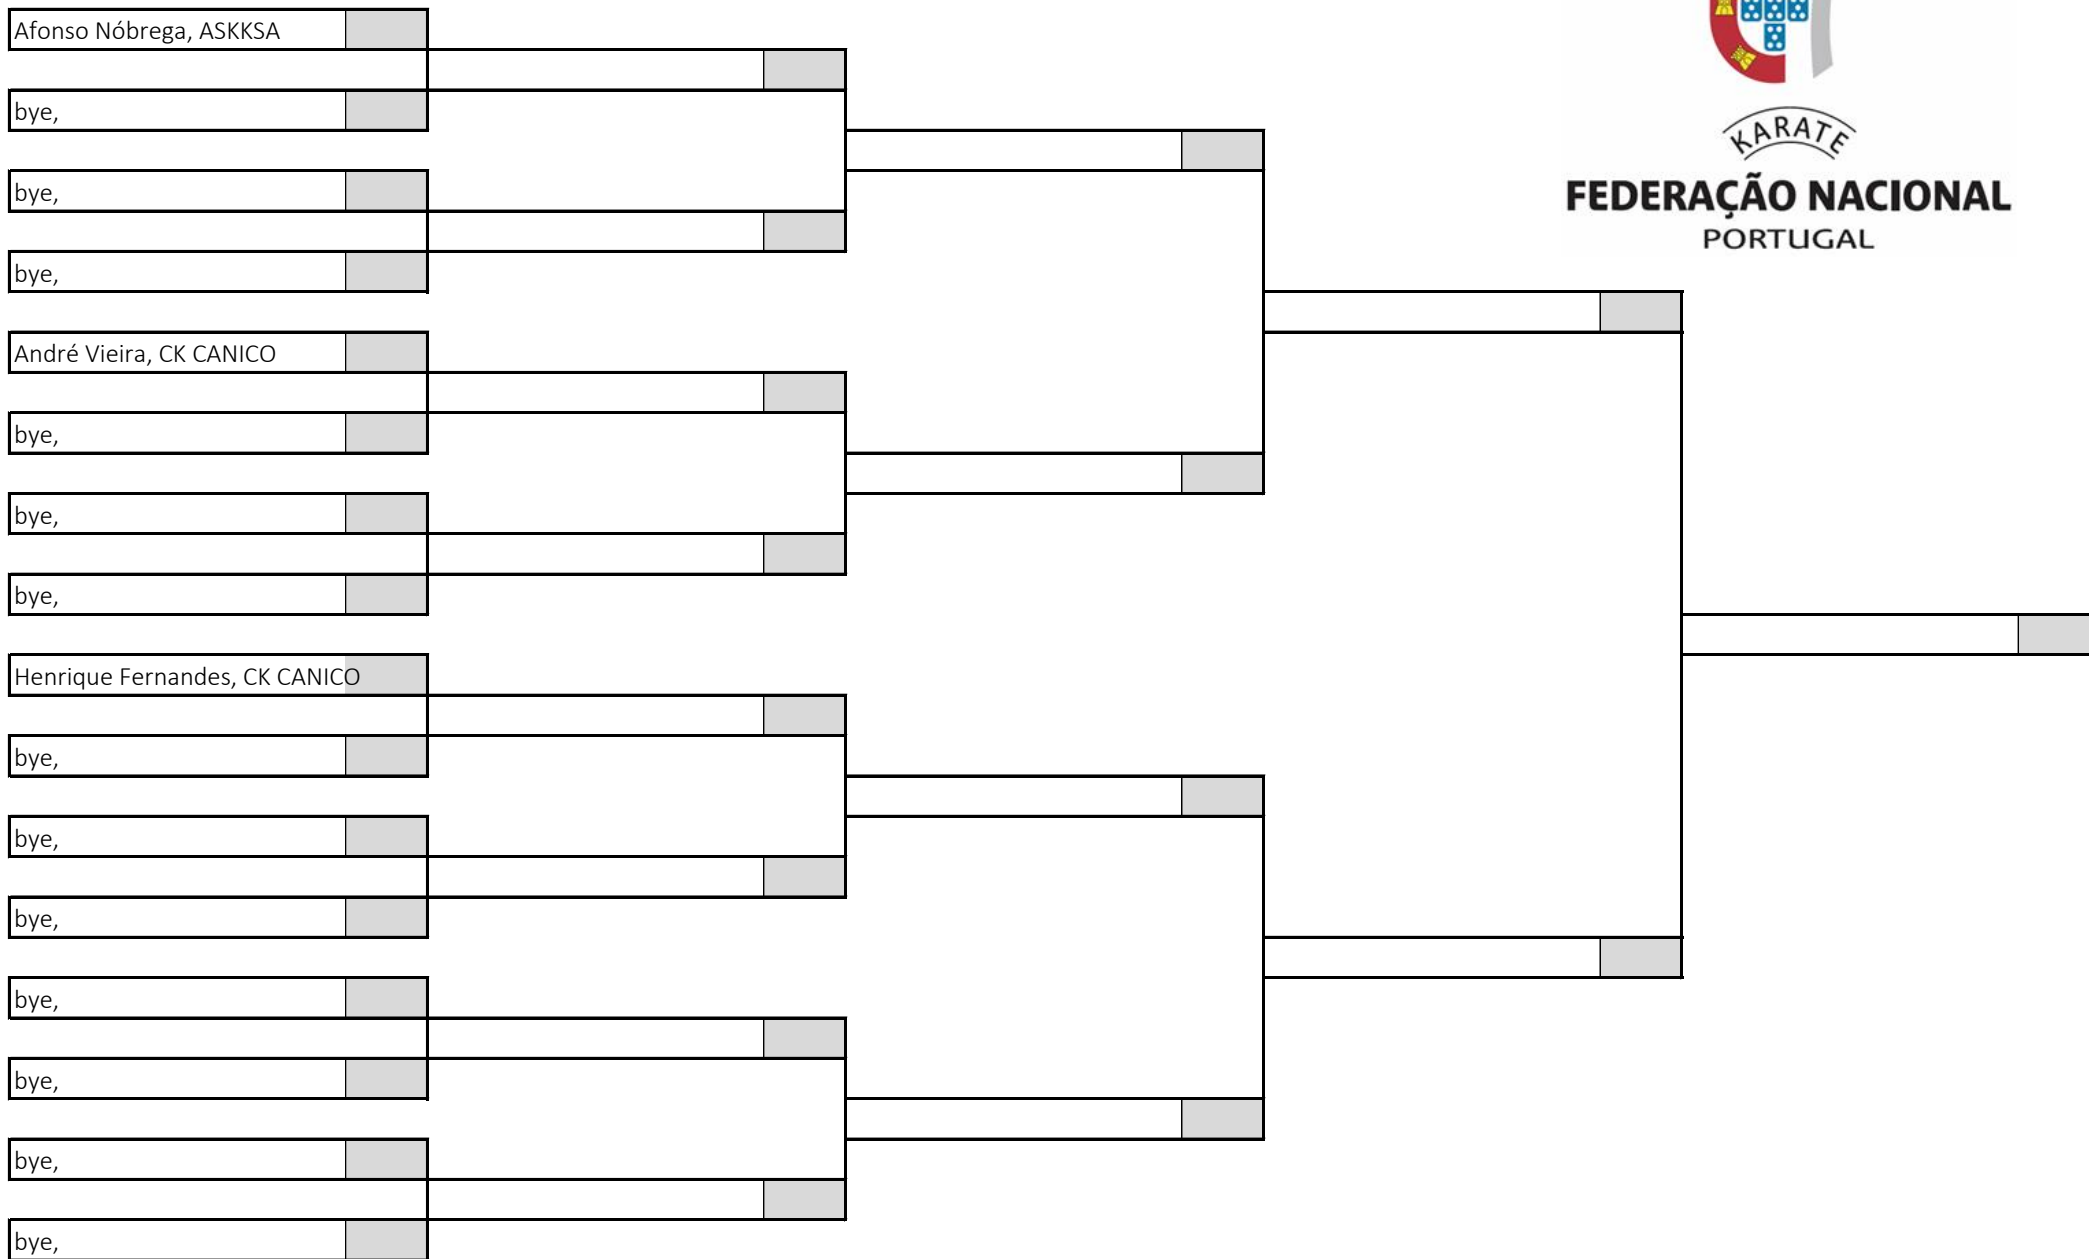 Afonso Nóbrega, ASKKSA
bye,
bye,
bye,
André Vieira, CK CANICO
bye,
bye,
bye,
Henrique Fernandes, CK CANICO
bye,
bye,
bye,
bye,
bye,
bye,
bye,
KARATE
FEDERAÇÃO NACIONAL
PORTUGAL